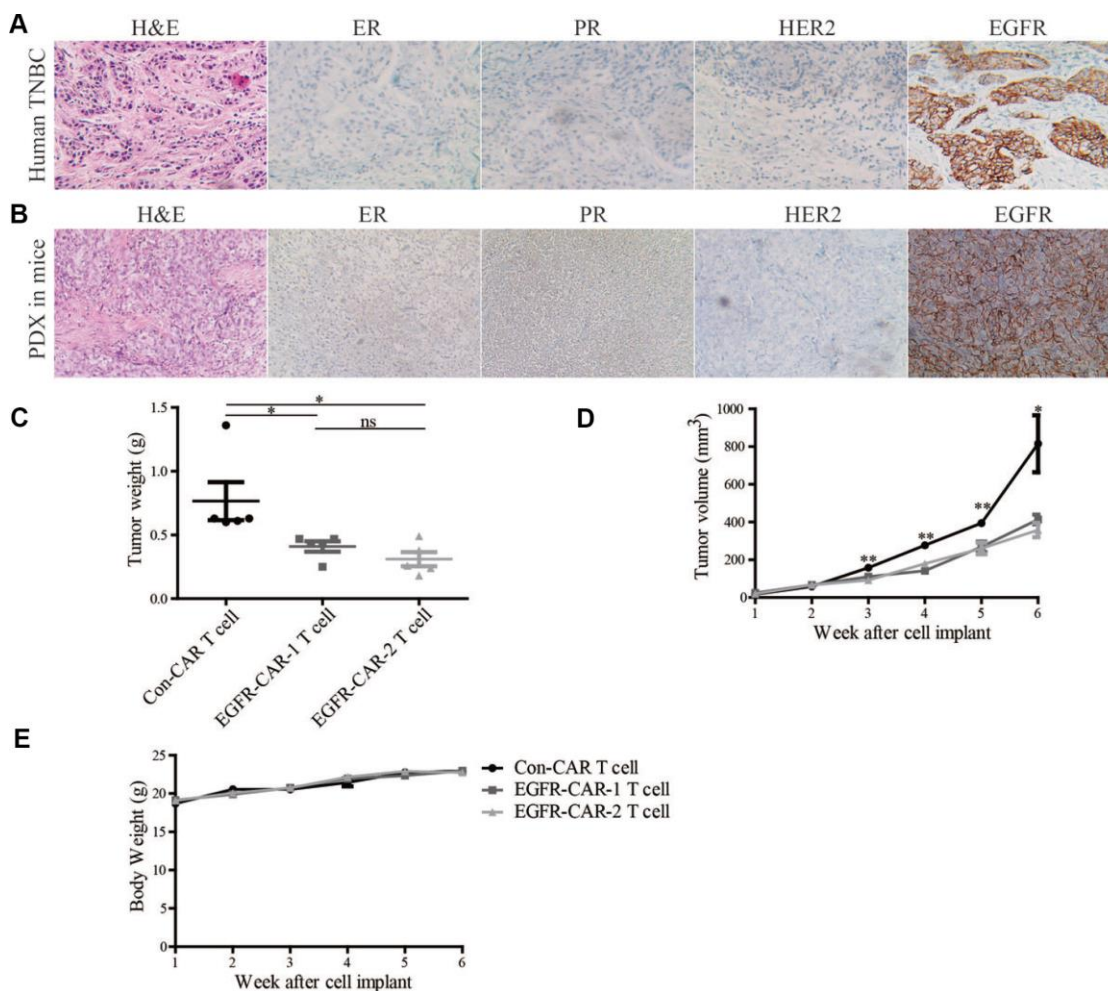 A
H&E ER PR HER2 EGFR
Human TNBC
B
H&E ER PR HER2 EGFR
PDX in mice
C
*
*
ns
1.5
1.0
0.5
0.0
Tumor weight (g)
Con-CAR T cell
EGFR-CAR-1 T cell
EGFR-CAR-2 T cell
D
1000
800
600
400
200
0
Tumor volume (mm³)
** ** ** *
1 2 3 4 5 6
Week after cell implant
E
25
20
15
10
5
0
Body Weight (g)
1 2 3 4 5 6
Week after cell implant
Con-CAR T cell
EGFR-CAR-1 T cell
EGFR-CAR-2 T cell